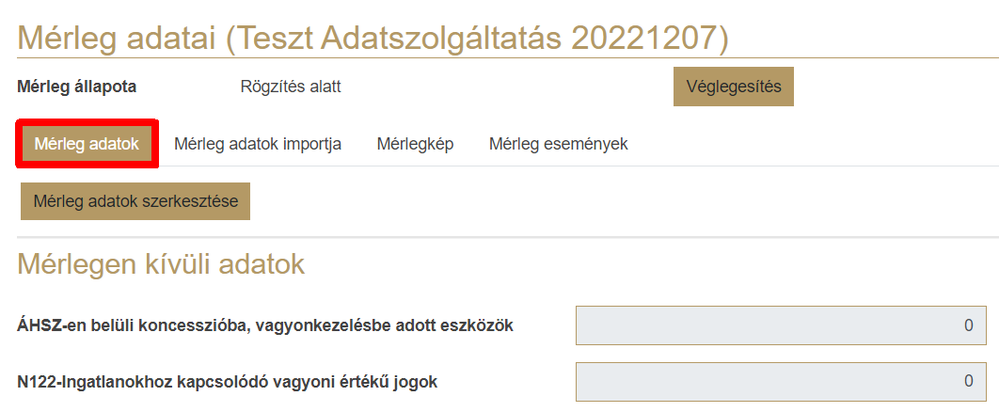 Mérleg adatai (Teszt Adatszolgáltatás 20221207)
Mérleg állapota Rögzítés alatt Véglegesítés
Mérleg adatok Mérleg adatok importja Mérlegkép Mérleg események
Mérleg adatok szerkesztése
Mérlegen kívüli adatok
ÁHSZ-en belüli koncesszióba, vagyonkezelésbe adott eszközök 0
N122-Ingatlanokhoz kapcsolódó vagyoni értékű jogok 0